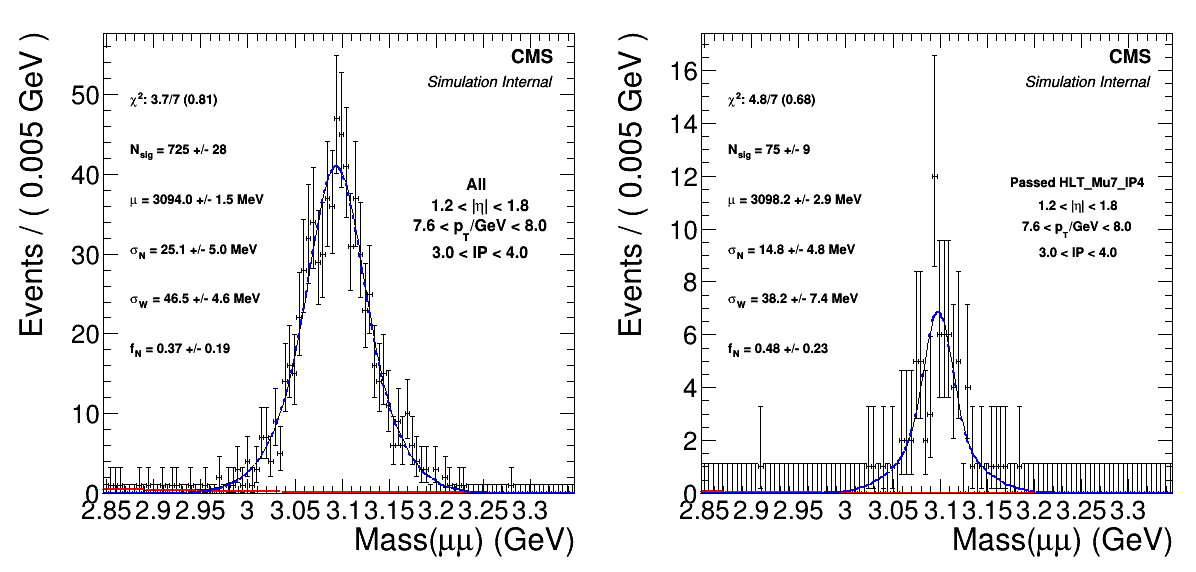 CMS
Simulation Internal
χ²: 3.7/7 (0.81)
N_sig = 725 +/- 28
μ = 3094.0 +/- 1.5 MeV
σ_N = 25.1 +/- 5.0 MeV
σ_W = 46.5 +/- 4.6 MeV
f_N = 0.37 +/- 0.19
All
1.2 < |η| < 1.8
7.6 < p_T/GeV < 8.0
3.0 < IP < 4.0
Events / ( 0.005 GeV )
50
40
30
20
10
0
2.85 2.9 2.95 3 3.05 3.1 3.15 3.2 3.25 3.3
Mass(μμ) (GeV)
CMS
Simulation Internal
χ²: 4.8/7 (0.68)
N_sig = 75 +/- 9
μ = 3098.2 +/- 2.9 MeV
σ_N = 14.8 +/- 4.8 MeV
σ_W = 38.2 +/- 7.4 MeV
f_N = 0.48 +/- 0.23
Passed HLT_Mu7_IP4
1.2 < |η| < 1.8
7.6 < p_T/GeV < 8.0
3.0 < IP < 4.0
Events / ( 0.005 GeV )
16
14
12
10
8
6
4
2
0
2.85 2.9 2.95 3 3.05 3.1 3.15 3.2 3.25 3.3
Mass(μμ) (GeV)